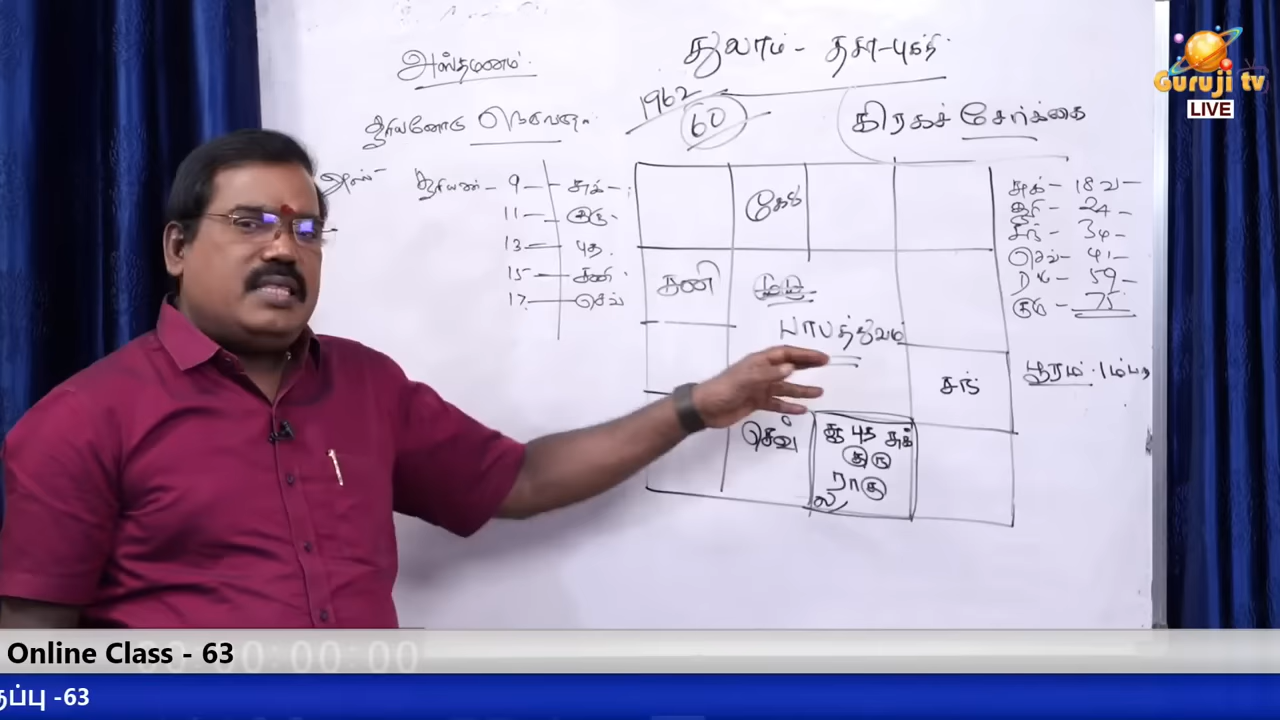 அஸ்தமனம்
துலாம் - தசா-புக்தி
1962
60
கிரகச் சேர்க்கை
சூரியன் - 9 - சுக் -
11 - குரு -
13 - புத
15 - சனி
17 - செவ்
கேது
சனி
சுபத்துவம்
சந்
செவ்
சூ புத சுக்
குரு
ராகு
ல
சுக் - 18 வ -
சூரி - 24 -
சந் - 34 -
செவ் - 41 -
ரா - 59 -
குரு - 75
பூரம்
Guruji tv
LIVE
Online Class - 63
ப்பு -63